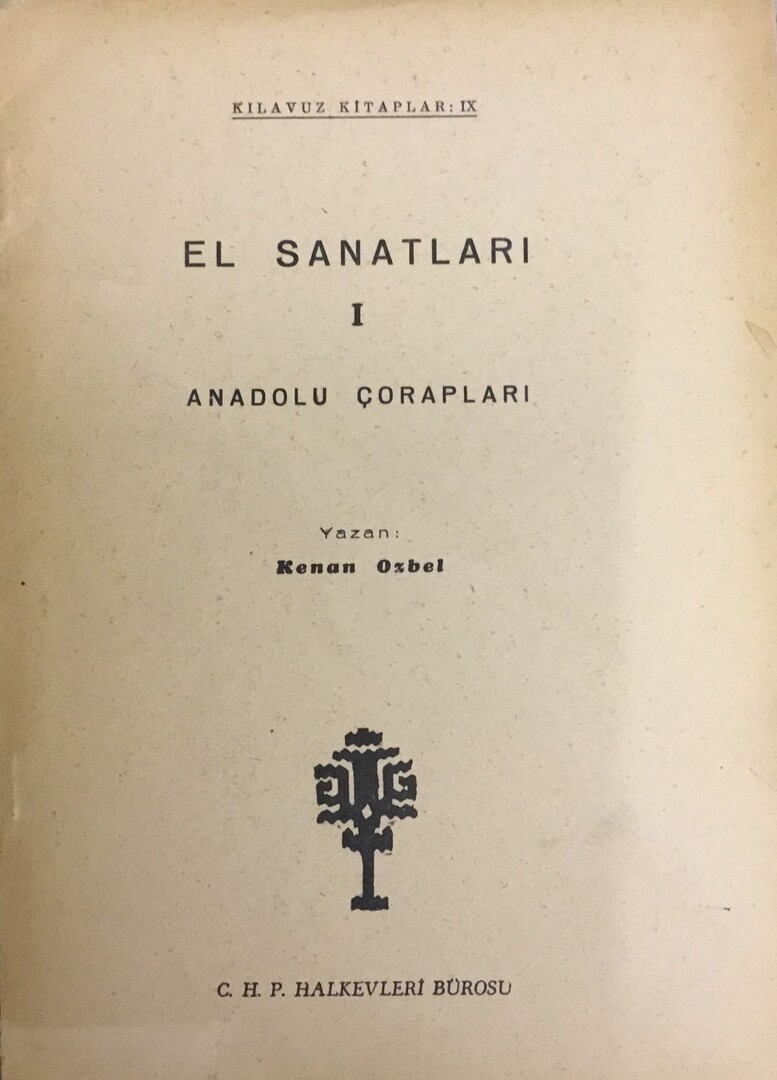 KILAVUZ KİTAPLAR: IX
EL SANATLARI
I
ANADOLU ÇORAPLARI
Yazan:
Kenan Ozbel
C. H. P. HALKEVLERİ BÜROSU